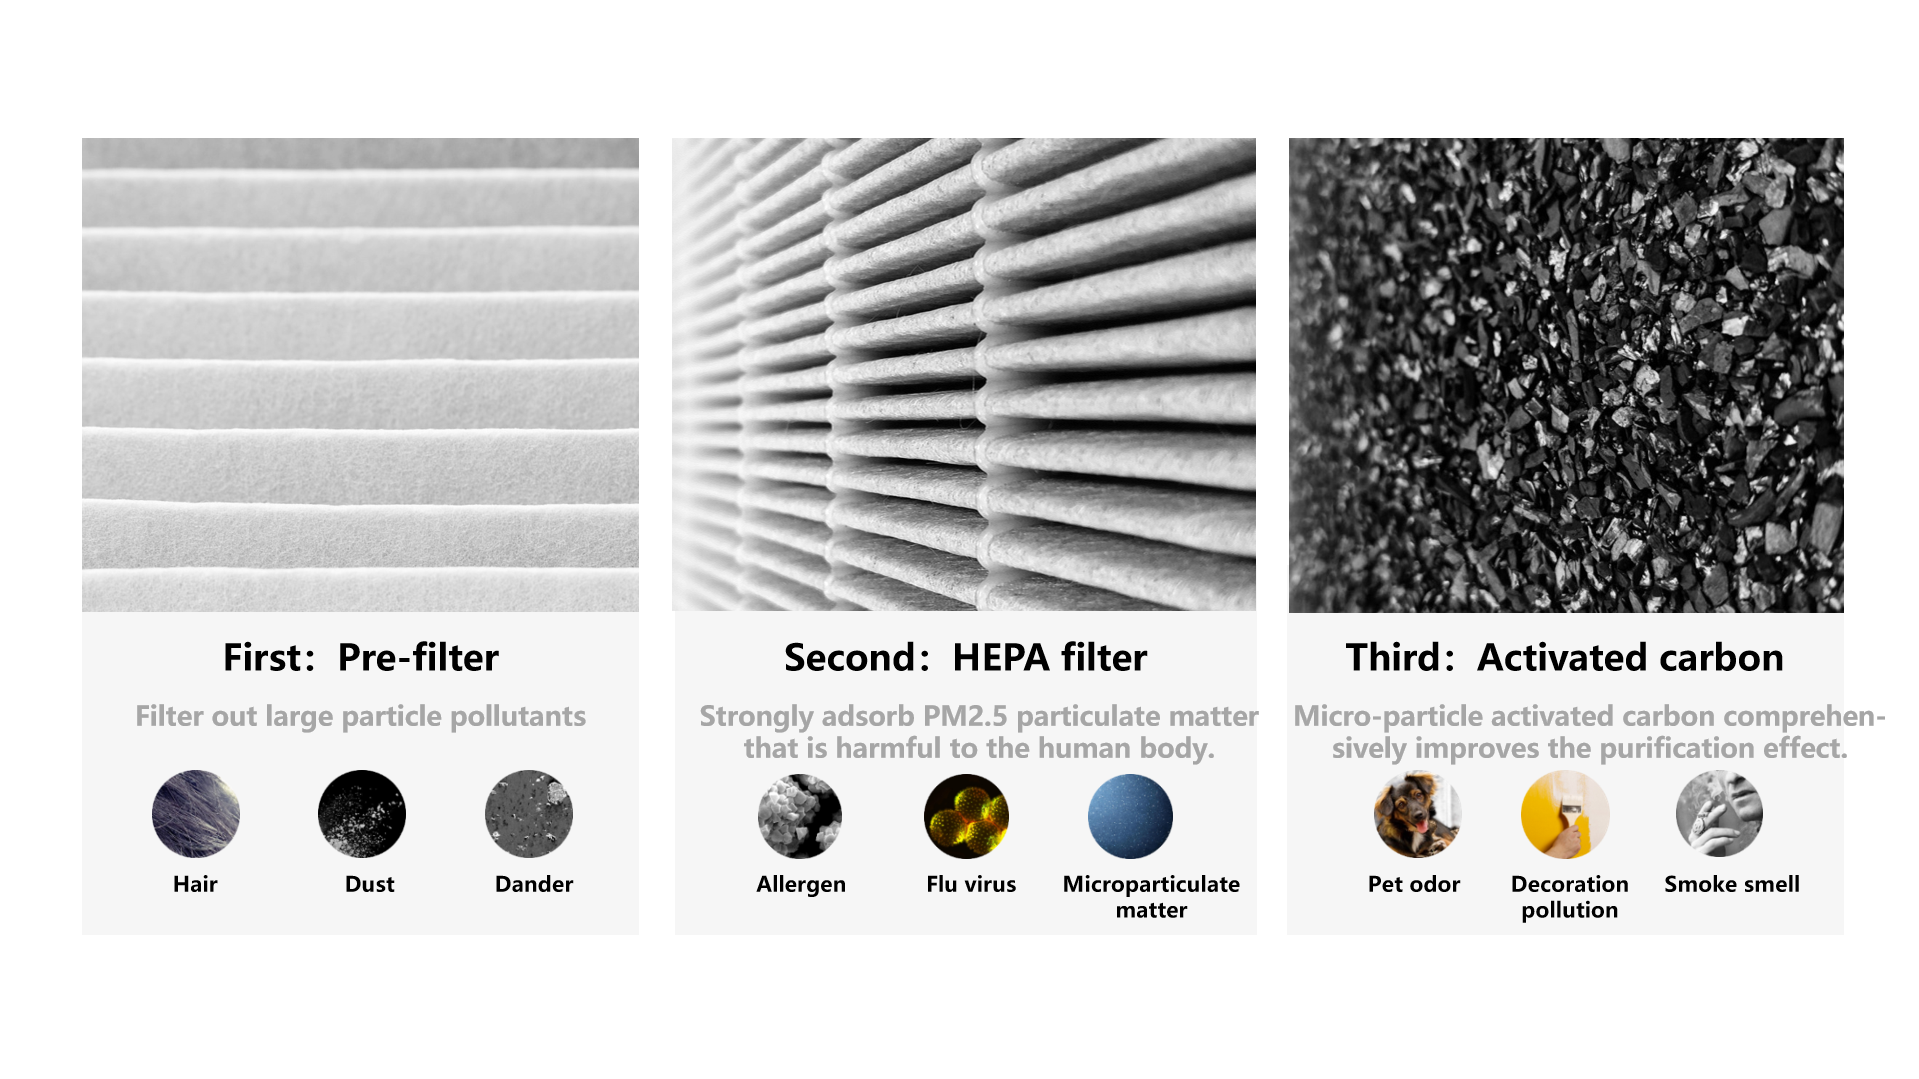 First：Pre-filter
Filter out large particle pollutants
Hair
Dust
Dander
Second：HEPA filter
Strongly adsorb PM2.5 particulate matter
that is harmful to the human body.
Allergen
Flu virus
Microparticulate
matter
Third：Activated carbon
Micro-particle activated carbon comprehen-
sively improves the purification effect.
Pet odor
Decoration
pollution
Smoke smell